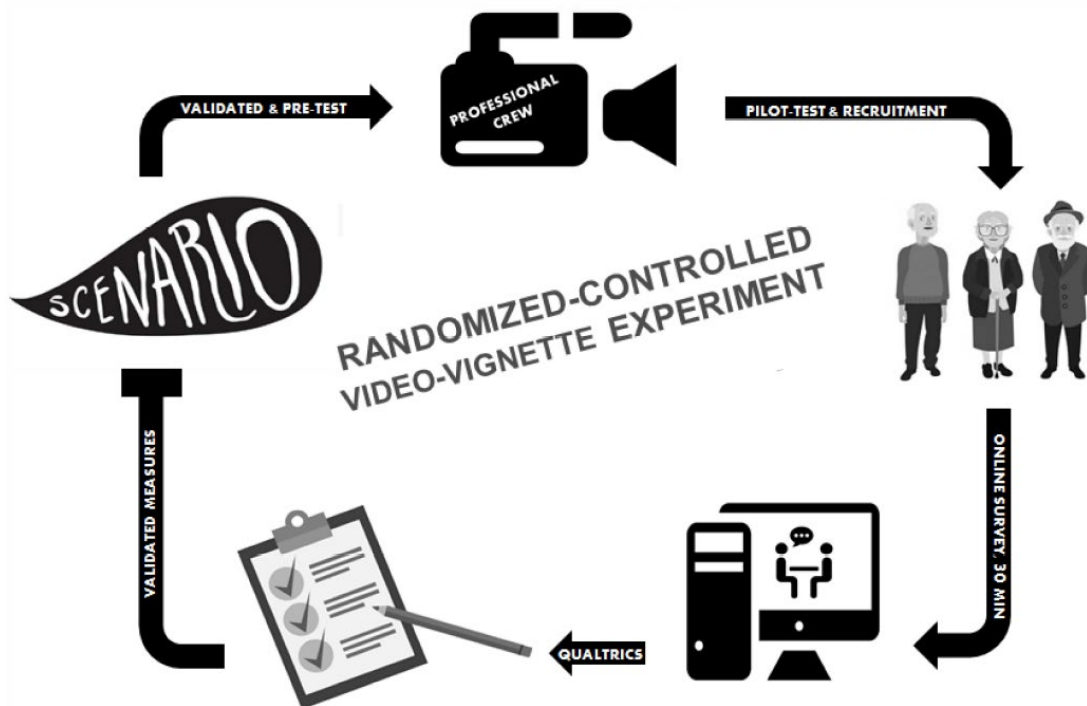 VALIDATED & PRE-TEST
PROFESSIONAL
CREW
PILOT-TEST & RECRUITMENT
SCENARIO
RANDOMIZED-CONTROLLED
VIDEO-VIGNETTE EXPERIMENT
ONLINE SURVEY, 30 MIN
QUALTRICS
VALIDATED MEASURES